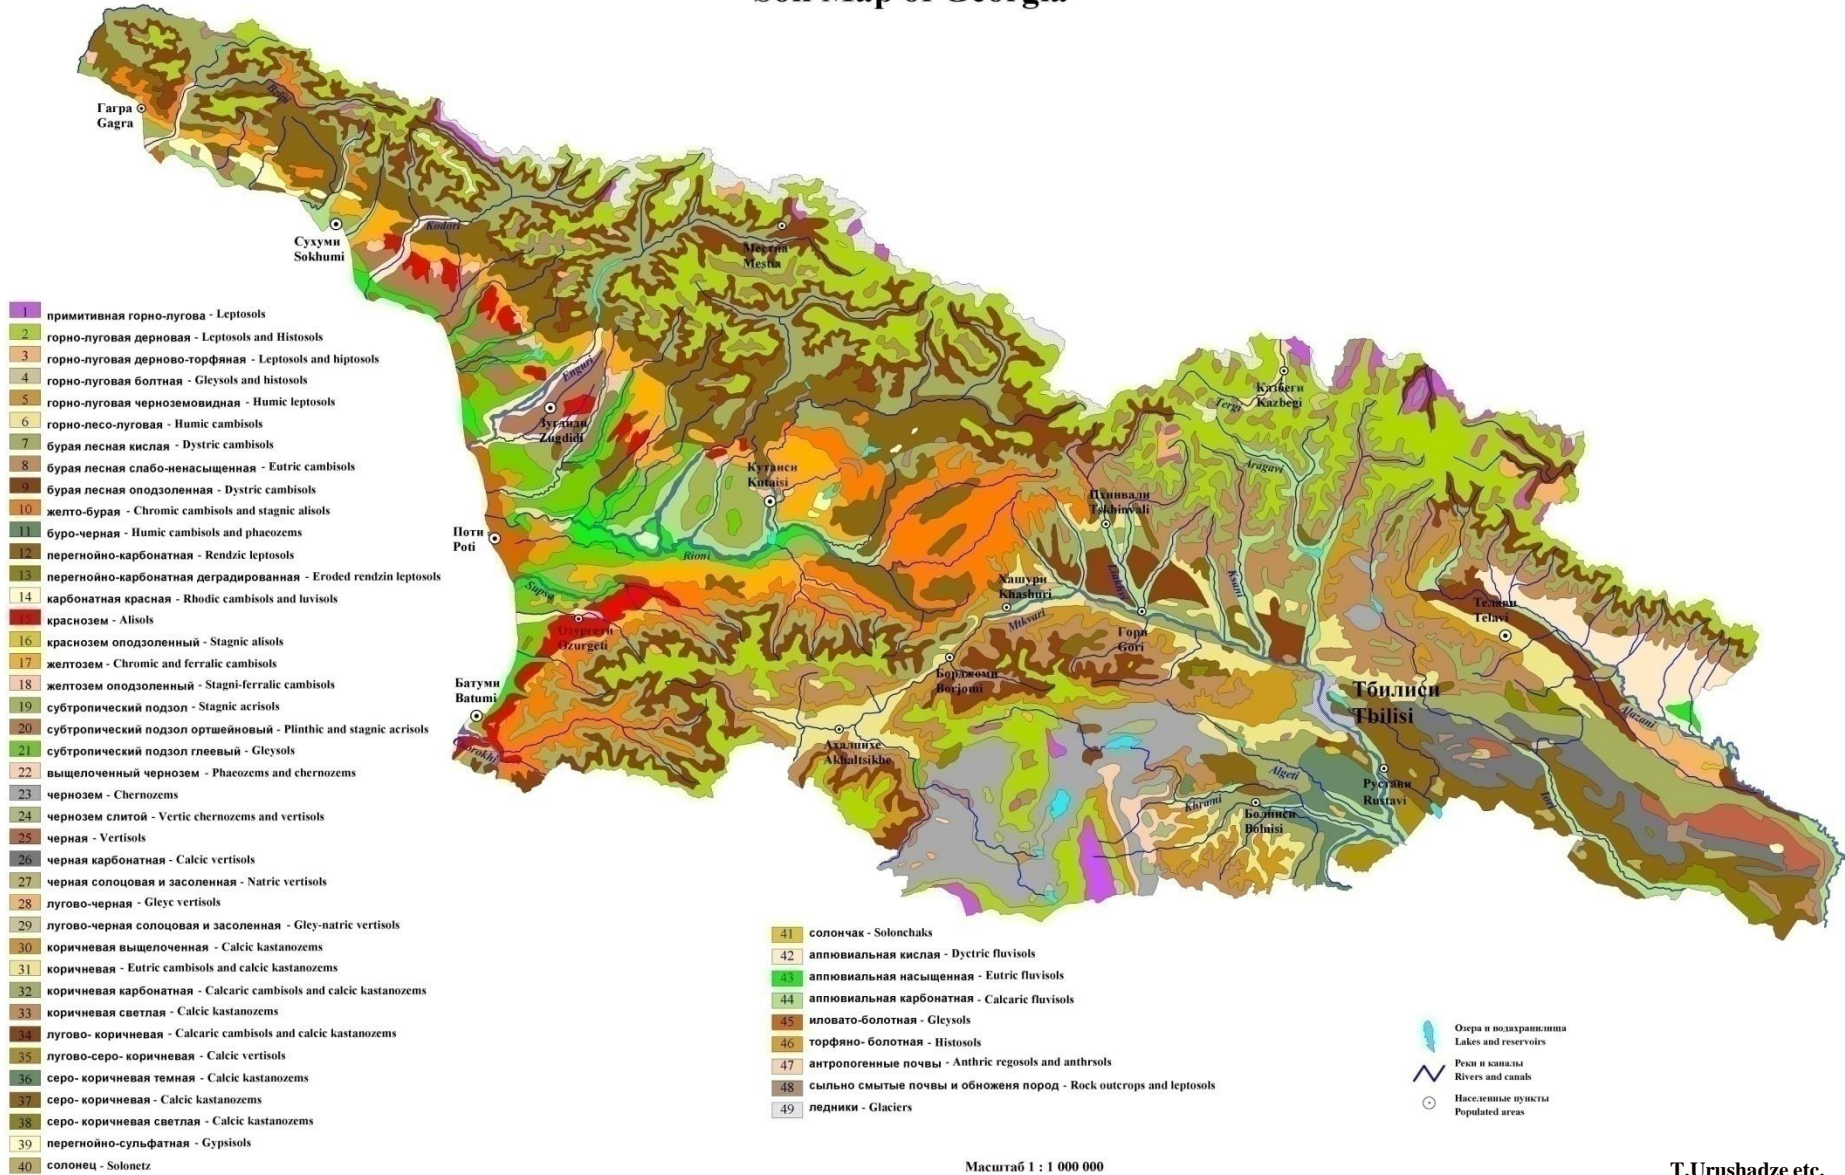 Soil Map of Georgia
Гагра
Gagra
Bzipi
Сухуми
Sokhumi
Kodori
Местиа
Mestia
Enguri
Зугдиди
Zugdidi
Кутаиси
Kutaisi
Поти
Poti
Rioni
Supsa
Озургети
Ozurgeti
Батуми
Batumi
Chorokhi
Казбеги
Kazbegi
Tergi
Aragavi
Цхинвали
Tskhinvali
Хашури
Khashuri
Liakhvi
Ksani
Mtkvari
Гори
Gori
Борджоми
Borjomi
Ахалцихе
Akhaltsikhe
Телави
Telavi
Alazani
Тбилиси
Tbilisi
Рустави
Rustavi
Algeti
Khrami
Болниси
Bolnisi
Iori
1 примитивная горно-лугова - Leptosols
2 горно-луговая дерновая - Leptosols and Histosols
3 горно-луговая дерново-торфяная - Leptosols and hiptosols
4 горно-луговая болтная - Gleysols and histosols
5 горно-луговая черноземовидная - Humic leptosols
6 горно-лесо-луговая - Humic cambisols
7 бурая лесная кислая - Dystric cambisols
8 бурая лесная слабо-ненасыщенная - Eutric cambisols
9 бурая лесная оподзоленная - Dystric cambisols
10 желто-бурая - Chromic cambisols and stagnic alisols
11 буро-черная - Humic cambisols and phaeozems
12 перегнойно-карбонатная - Rendzic leptosols
13 перегнойно-карбонатная деградированная - Eroded rendzin leptosols
14 карбонатная красная - Rhodic cambisols and luvisols
15 краснозем - Alisols
16 краснозем оподзоленный - Stagnic alisols
17 желтозем - Chromic and ferralic cambisols
18 желтозем оподзоленный - Stagni-ferralic cambisols
19 субтропический подзол - Stagnic acrisols
20 субтропический подзол ортшейновый - Plinthic and stagnic acrisols
21 субтропический подзол глеевый - Gleysols
22 выщелоченный чернозем - Phaeozems and chernozems
23 чернозем - Chernozems
24 чернозем слитой - Vertic chernozems and vertisols
25 черная - Vertisols
26 черная карбонатная - Calcic vertisols
27 черная солоцовая и засоленная - Natric vertisols
28 лугово-черная - Gleyc vertisols
29 лугово-черная солоцовая и засоленная - Gley-natric vertisols
30 коричневая выщелоченная - Calcic kastanozems
31 коричневая - Eutric cambisols and calcic kastanozems
32 коричневая карбонатная - Calcaric cambisols and calcic kastanozems
33 коричневая светлая - Calcic kastanozems
34 лугово- коричневая - Calcaric cambisols and calcic kastanozems
35 лугово-серо- коричневая - Calcic vertisols
36 серо- коричневая темная - Calcic kastanozems
37 серо- коричневая - Calcic kastanozems
38 серо- коричневая светлая - Calcic kastanozems
39 перегнойно-сульфатная - Gypsisols
40 солонец - Solonetz
41 солончак - Solonchaks
42 аппювиальная кислая - Dyctric fluvisols
43 аппювиальная насыщенная - Eutric fluvisols
44 аппювиальная карбонатная - Calcaric fluvisols
45 иловато-болотная - Gleysols
46 торфяно- болотная - Histosols
47 антропогенные почвы - Anthric regosols and anthrsols
48 сыльно смытые почвы и обноженя пород - Rock outcrops and leptosols
49 ледники - Glaciers
Озера и водахранилища
Lakes and reservoirs
Реки и каналы
Rivers and canals
Населенные пункты
Populated areas
Масштаб 1 : 1 000 000
T.Urushadze etc.